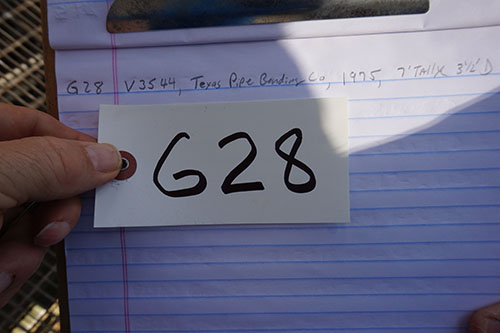 G28 V3544, Texas Pipe Bending Co, 1975, 7' Tall x 3½' D
G28